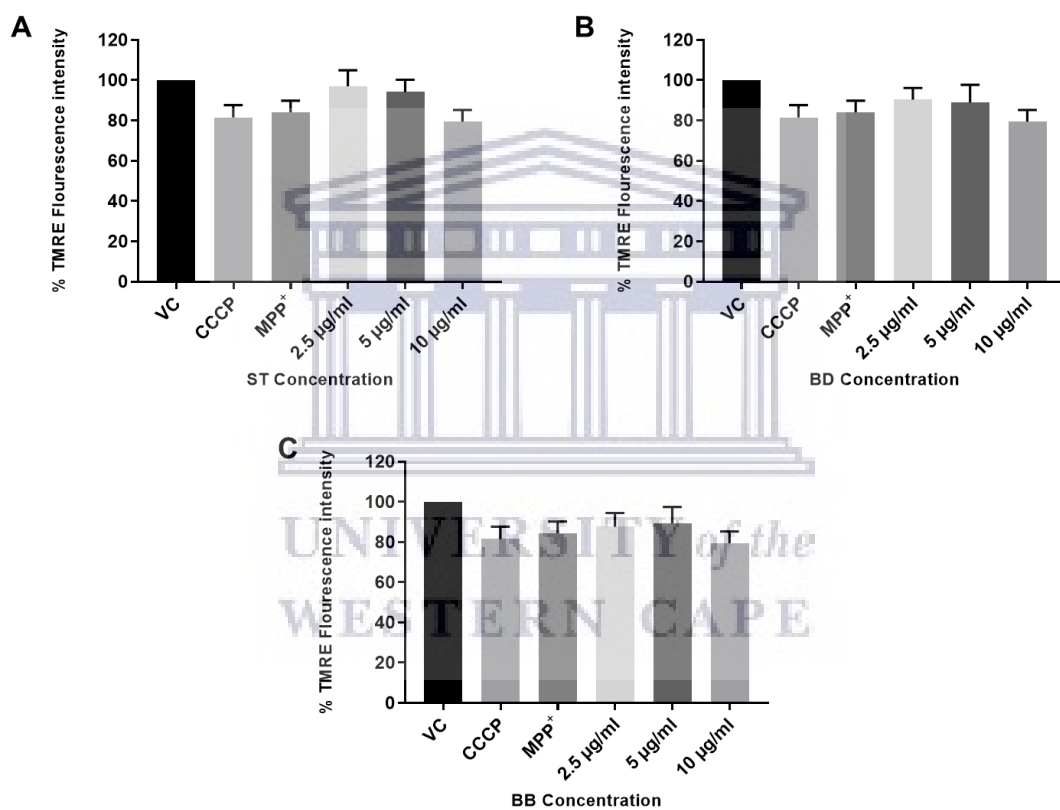 A
% TMRE Flourescence intensity
120
100
80
60
40
20
0
VC
CCCP
MPP⁺
2.5 µg/ml
5 µg/ml
10 µg/ml
ST Concentration
B
% TMRE Flourescence intensity
120
100
80
60
40
20
0
VC
CCCP
MPP⁺
2.5 µg/ml
5 µg/ml
10 µg/ml
BD Concentration
C
% TMRE Flourescence intensity
120
100
80
60
40
20
0
VC
CCCP
MPP⁺
2.5 µg/ml
5 µg/ml
10 µg/ml
BB Concentration
UNIVERSITY of the
WESTERN CAPE